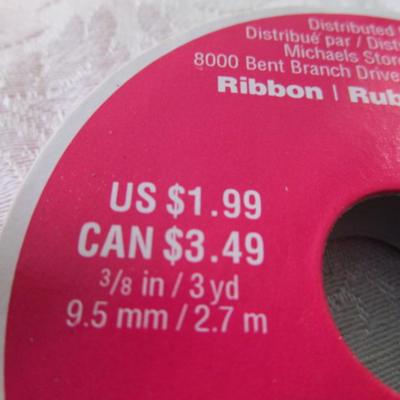 Distributed
Distribué par / Dist
Michaels Stor
8000 Bent Branch Drive
Ribbon | Rub
US $1.99
CAN $3.49
3/8 in / 3 yd
9.5 mm / 2.7 m